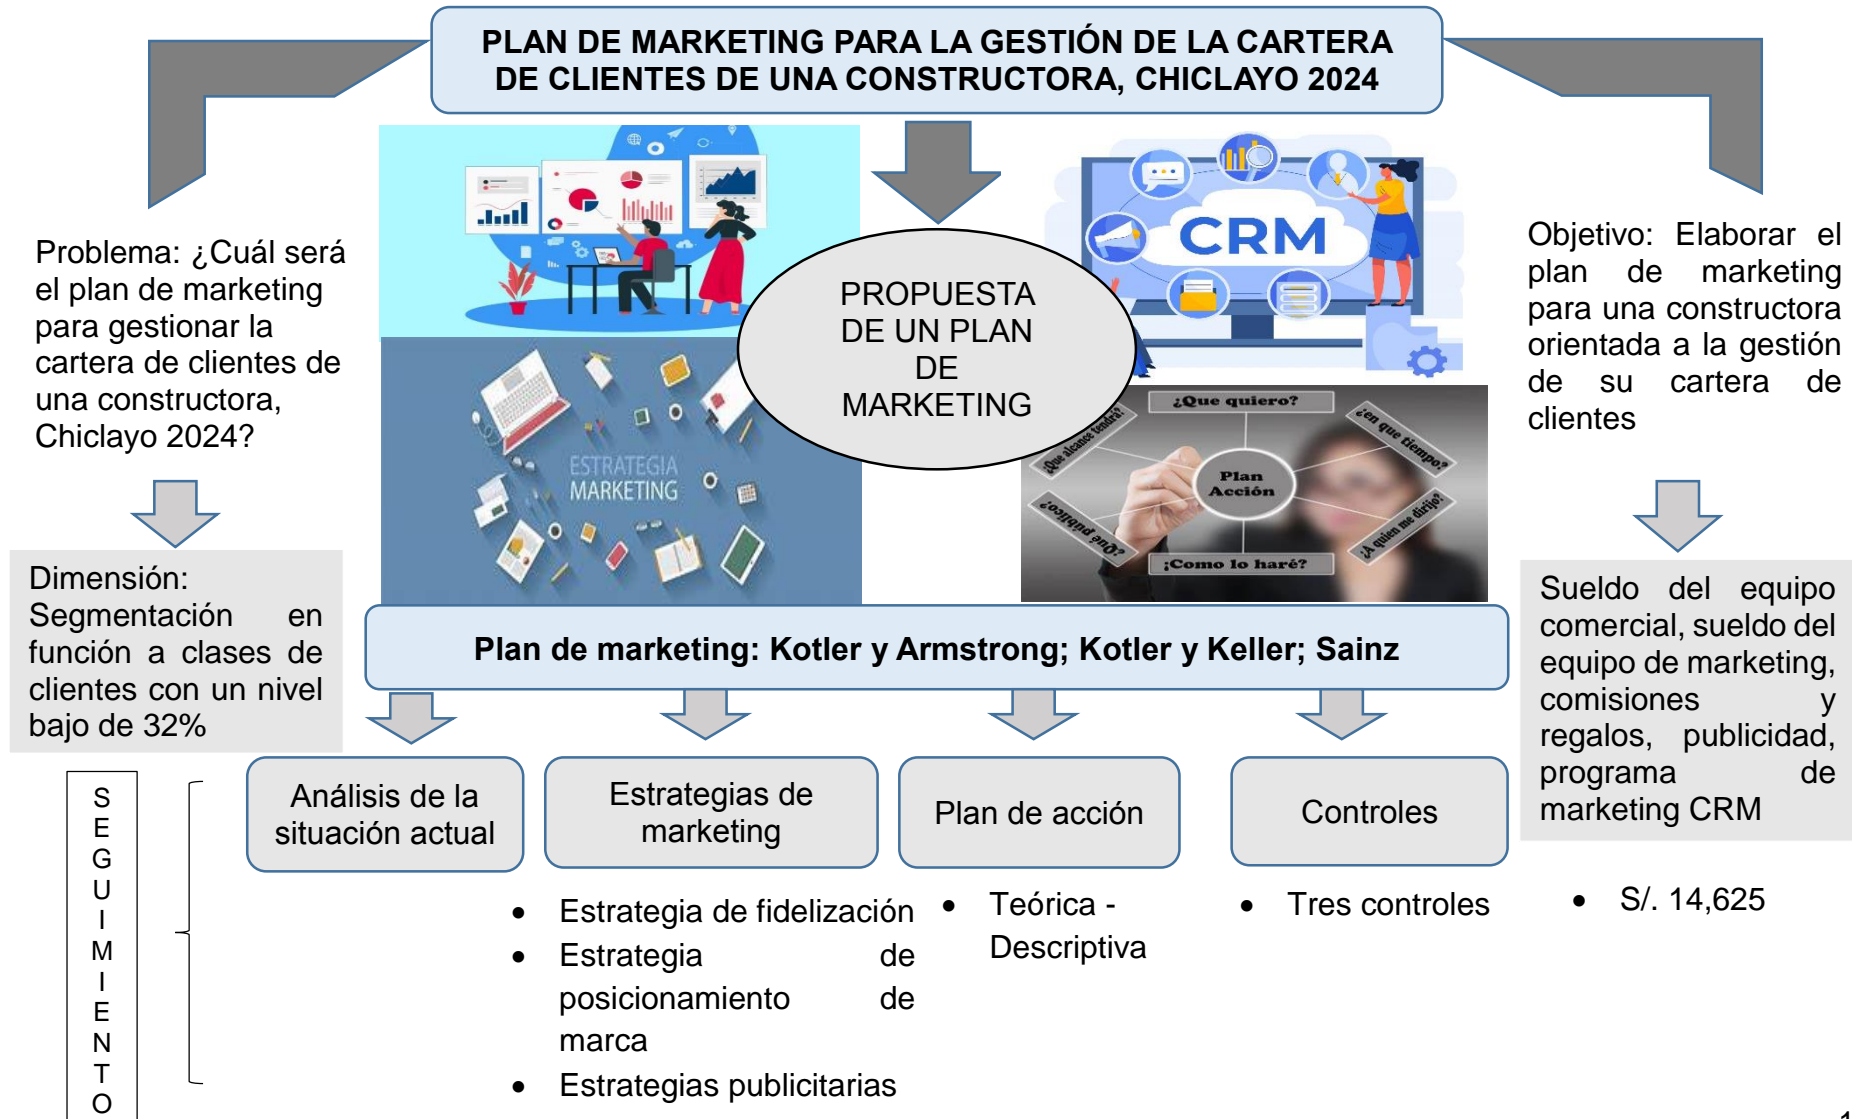 PLAN DE MARKETING PARA LA GESTIÓN DE LA CARTERA
DE CLIENTES DE UNA CONSTRUCTORA, CHICLAYO 2024
Problema: ¿Cuál será
el plan de marketing
para gestionar la
cartera de clientes de
una constructora,
Chiclayo 2024?
CRM
PROPUESTA
DE UN PLAN
DE
MARKETING
ESTRATEGIA
MARKETING
¿Que quiero?
¿Que alcance tendrá?
¿en que tiempo?
Plan
Acción
¿Qué público?
¿A quien me dirijo?
¡Como lo haré?
Objetivo: Elaborar el
plan de marketing
para una constructora
orientada a la gestión
de su cartera de
clientes
Dimensión:
Segmentación en
función a clases de
clientes con un nivel
bajo de 32%
Plan de marketing: Kotler y Armstrong; Kotler y Keller; Sainz
Sueldo del equipo
comercial, sueldo del
equipo de marketing,
comisiones y
regalos, publicidad,
programa de
marketing CRM
S
E
G
U
I
M
I
E
N
T
O
Análisis de la
situación actual
Estrategias de
marketing
Plan de acción
Controles
• Estrategia de fidelización
• Estrategia de
posicionamiento de
marca
• Estrategias publicitarias
• Teórica -
Descriptiva
• Tres controles
• S/. 14,625
1